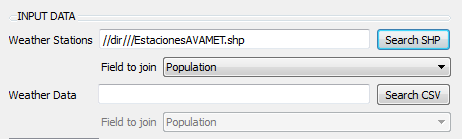 INPUT DATA
Weather Stations //dir///EstacionesAVAMET.shp Search SHP
Field to join Population
Weather Data Search CSV
Field to join Population